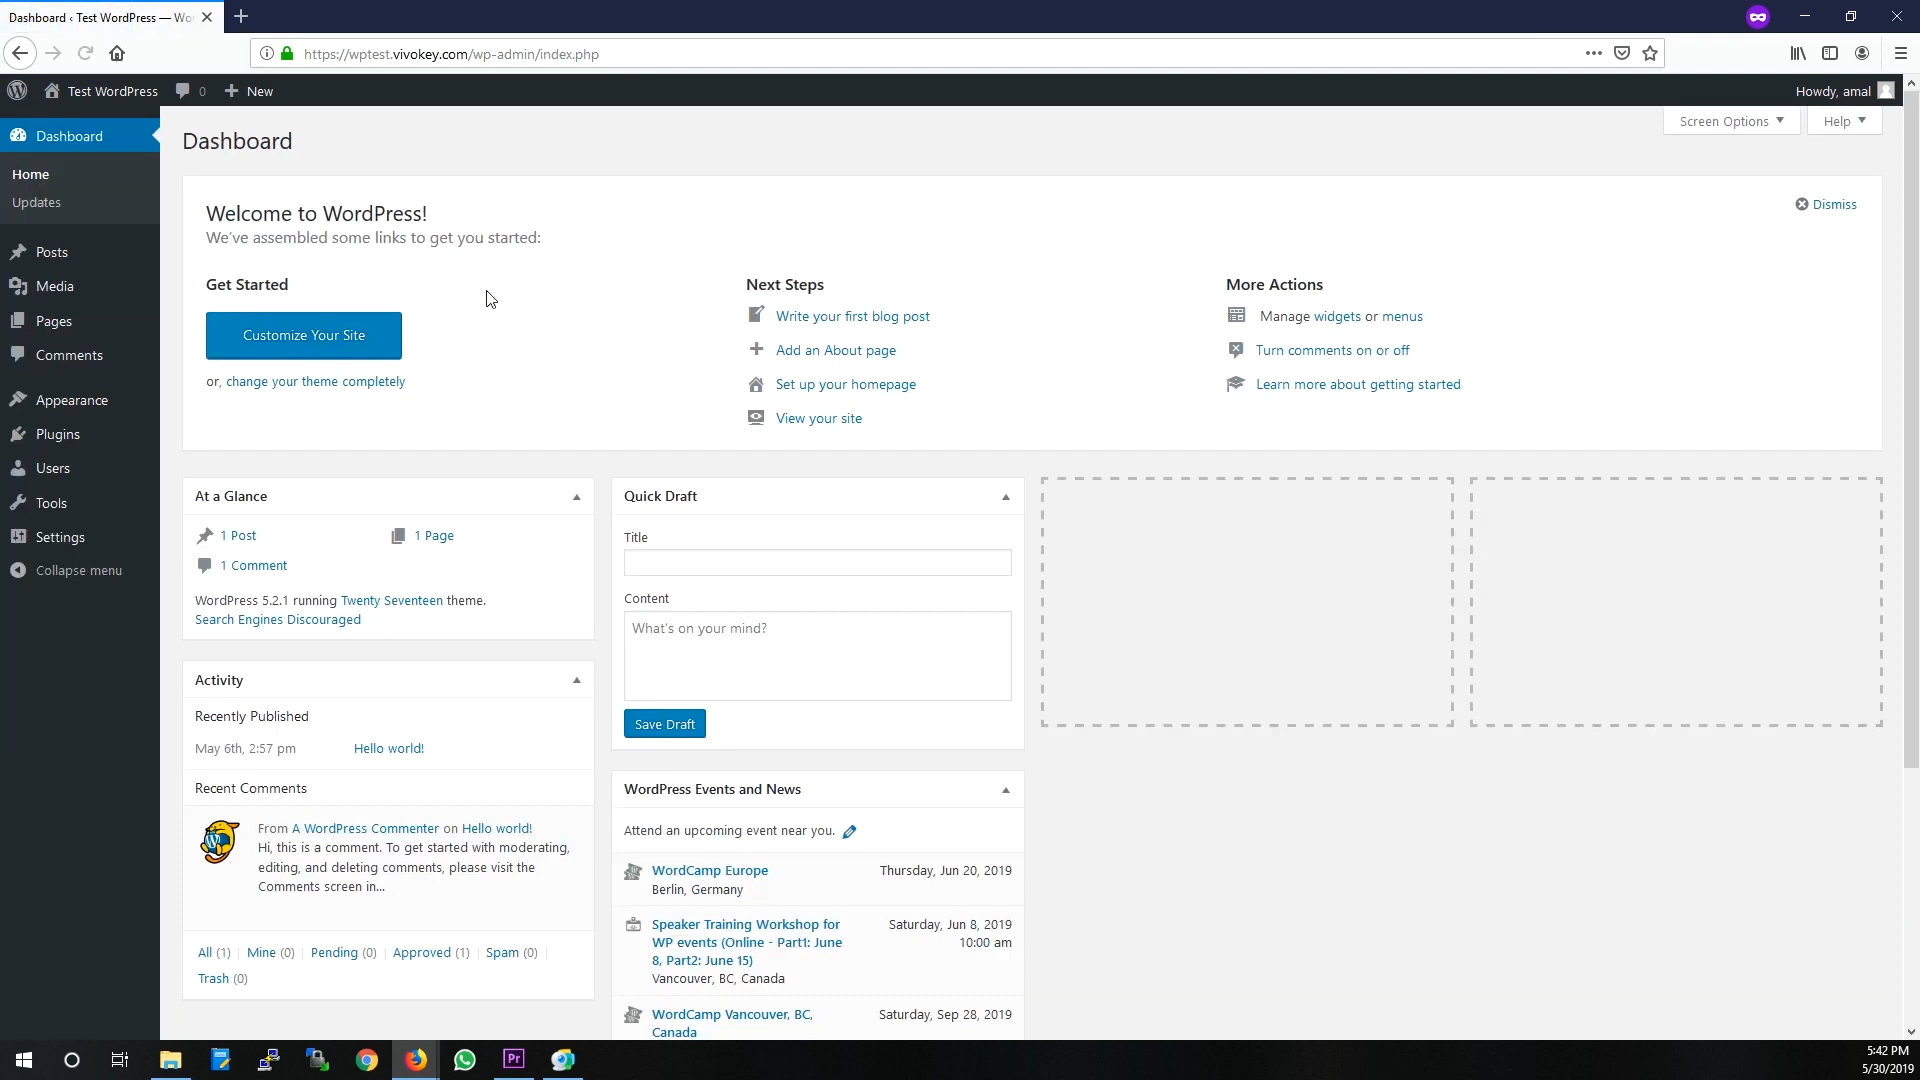 Dashboard ‹ Test WordPress — Wo
https://wptest.vivokey.com/wp-admin/index.php
Test WordPress
0
New
Howdy, amal
Dashboard
Home
Updates
Posts
Media
Pages
Comments
Appearance
Plugins
Users
Tools
Settings
Collapse menu
Dashboard
Screen Options
Help
Welcome to WordPress!
We've assembled some links to get you started:
Dismiss
Get Started
Customize Your Site
or, change your theme completely
Next Steps
Write your first blog post
Add an About page
Set up your homepage
View your site
More Actions
Manage widgets or menus
Turn comments on or off
Learn more about getting started
At a Glance
1 Post
1 Page
1 Comment
WordPress 5.2.1 running Twenty Seventeen theme.
Search Engines Discouraged
Activity
Recently Published
May 6th, 2:57 pm
Hello world!
Recent Comments
From A WordPress Commenter on Hello world!
Hi, this is a comment. To get started with moderating,
editing, and deleting comments, please visit the
Comments screen in...
All (1) | Mine (0) | Pending (0) | Approved (1) | Spam (0) |
Trash (0)
Quick Draft
Title
Content
What's on your mind?
Save Draft
WordPress Events and News
Attend an upcoming event near you.
WordCamp Europe
Thursday, Jun 20, 2019
Berlin, Germany
Speaker Training Workshop for
Saturday, Jun 8, 2019
WP events (Online - Part1: June
10:00 am
8, Part2: June 15)
Vancouver, BC, Canada
WordCamp Vancouver, BC,
Saturday, Sep 28, 2019
Canada
Pr
5:42 PM
5/30/2019